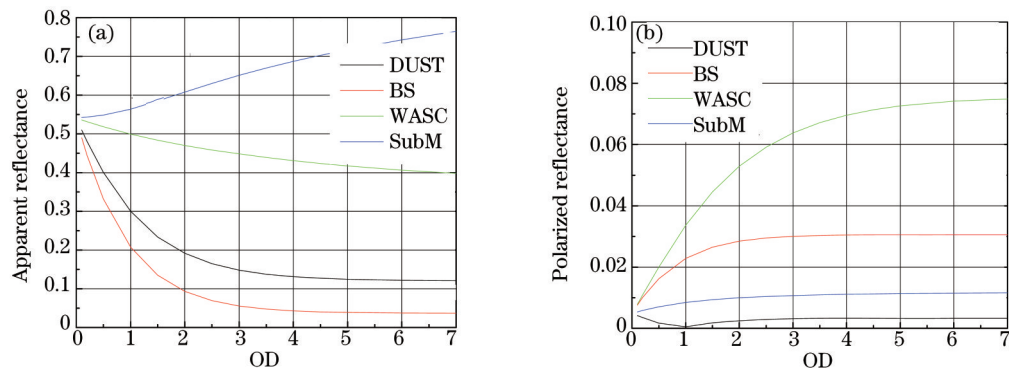 (a)
0.8
0.7
0.6
0.5
0.4
0.3
0.2
0.1
0
Apparent reflectance
DUST
BS
WASC
SubM
0 1 2 3 4 5 6 7
OD
(b)
0.10
0.08
0.06
0.04
0.02
0
Polarized reflectance
DUST
BS
WASC
SubM
0 1 2 3 4 5 6 7
OD